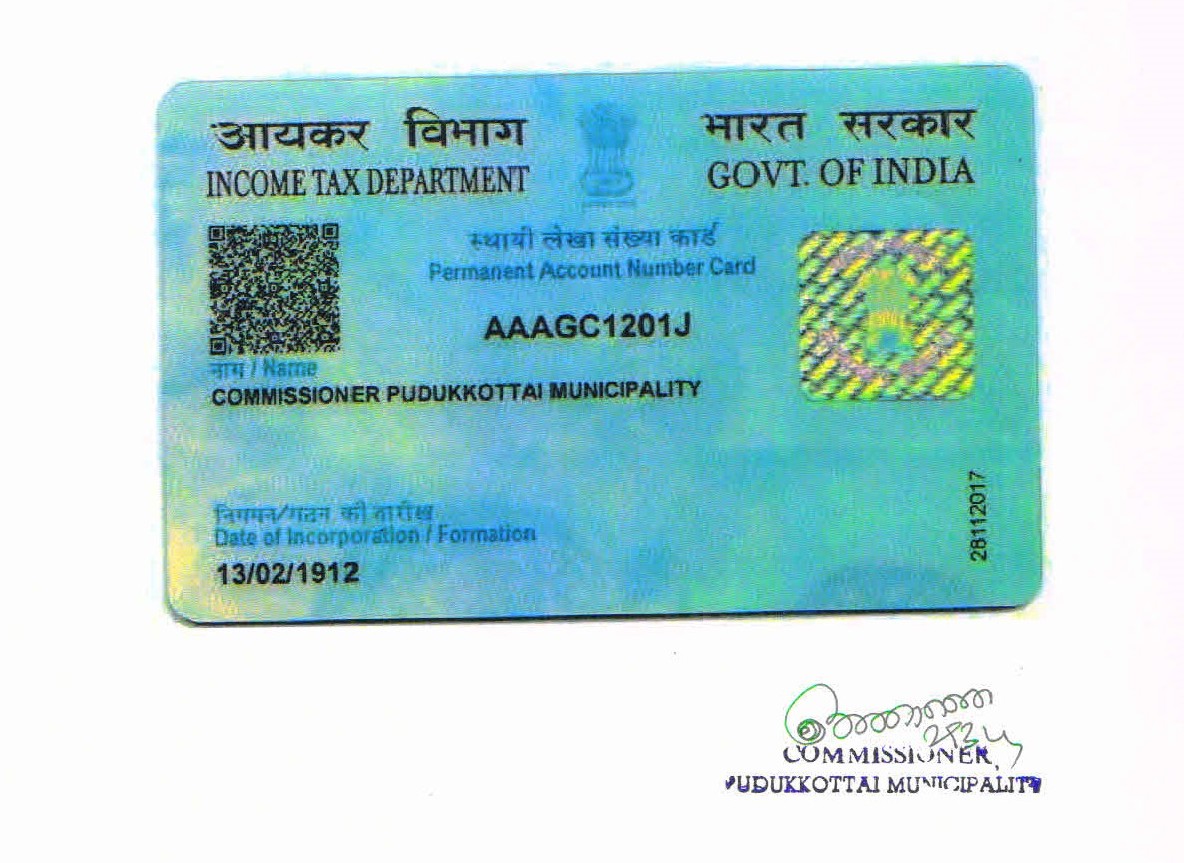 आयकर विभाग
INCOME TAX DEPARTMENT
भारत सरकार
GOVT. OF INDIA
स्थायी लेखा संख्या कार्ड
Permanent Account Number Card
AAAGC1201J
नाम / Name
COMMISSIONER PUDUKKOTTAI MUNICIPALITY
निगमन/गठन की तारीख
Date of Incorporation / Formation
13/02/1912
28112017
COMMISSIONER,
PUDUKKOTTAI MUNICIPALITY